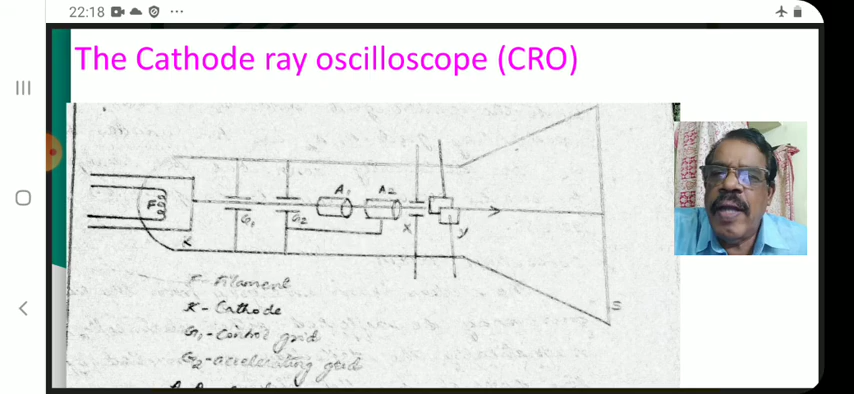 22:18
The Cathode ray oscilloscope (CRO)
A1 A2
F G1 G2 X Y
K
F - Filament
S
K - Cathode
G1 - Control grid
G2 - accelerating grid